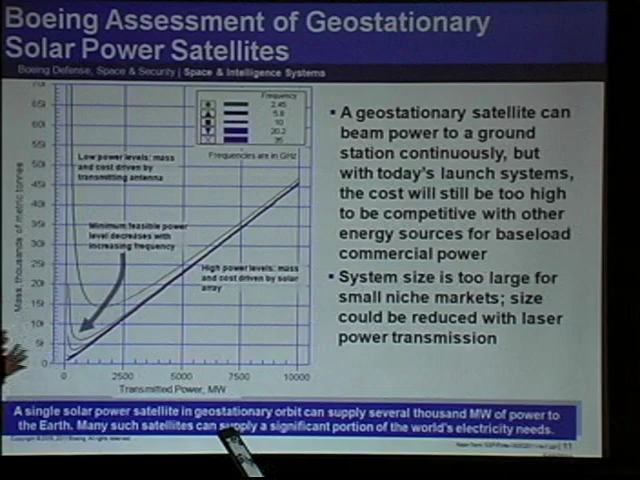 Boeing Assessment of Geostationary
Solar Power Satellites
Boeing Defense, Space & Security | Space & Intelligence Systems
Frequency
2.45
5.8
10
20.2
35
Frequencies are in GHz
Low power levels: mass
and cost driven by
transmitting antenna
Minimum feasible power
level decreases with
increasing frequency
High power levels: mass
and cost driven by solar
array
Mass, thousands of metric tonnes
0
2500
5000
7500
10000
Transmitted Power, MW
▪ A geostationary satellite can
beam power to a ground
station continuously, but
with today's launch systems,
the cost will still be too high
to be competitive with other
energy sources for baseload
commercial power
▪ System size is too large for
small niche markets; size
could be reduced with laser
power transmission
A single solar power satellite in geostationary orbit can supply several thousand MW of power to
the Earth. Many such satellites can supply a significant portion of the world's electricity needs.
Boeing. All rights reserved.
11